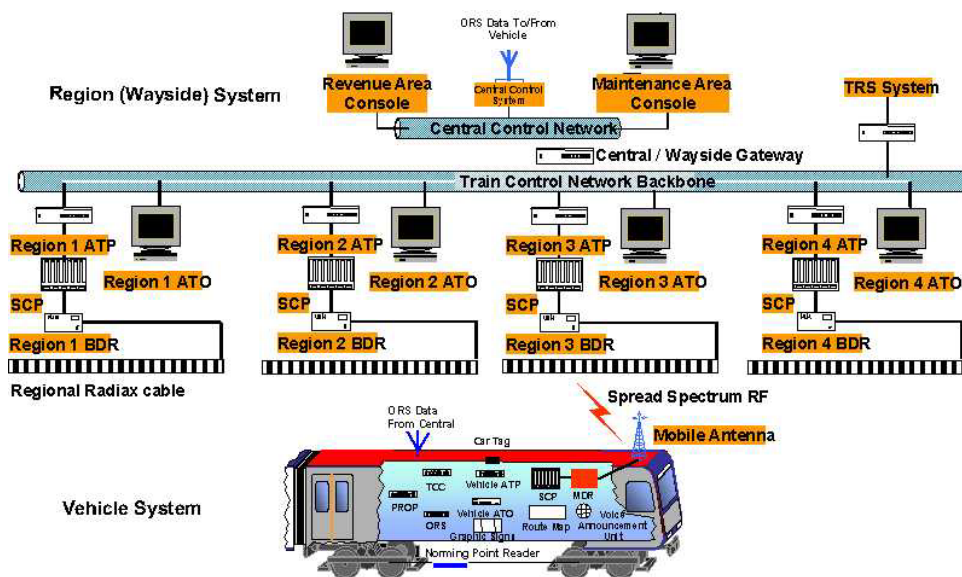 ORS Data To/From
Vehicle
Region (Wayside) System
Revenue Area
Console
Central Control
System
Maintenance Area
Console
TRS System
Central Control Network
Central / Wayside Gateway
Train Control Network Backbone
Region 1 ATP
Region 1 ATO
SCP
Region 1 BDR
Region 2 ATP
Region 2 ATO
SCP
Region 2 BDR
Region 3 ATP
Region 3 ATO
SCP
Region 3 BDR
Region 4 ATP
Region 4 ATO
SCP
Region 4 BDR
Regional Radiax cable
Spread Spectrum RF
Mobile Antenna
ORS Data
From Central
Car Tag
Vehicle System
TCC
Vehicle ATP
SCP
MDR
PROP
Vehicle ATO
ORS
Graphic Signs
Route Map
Voice
Announcement
Unit
Norming Point Reader